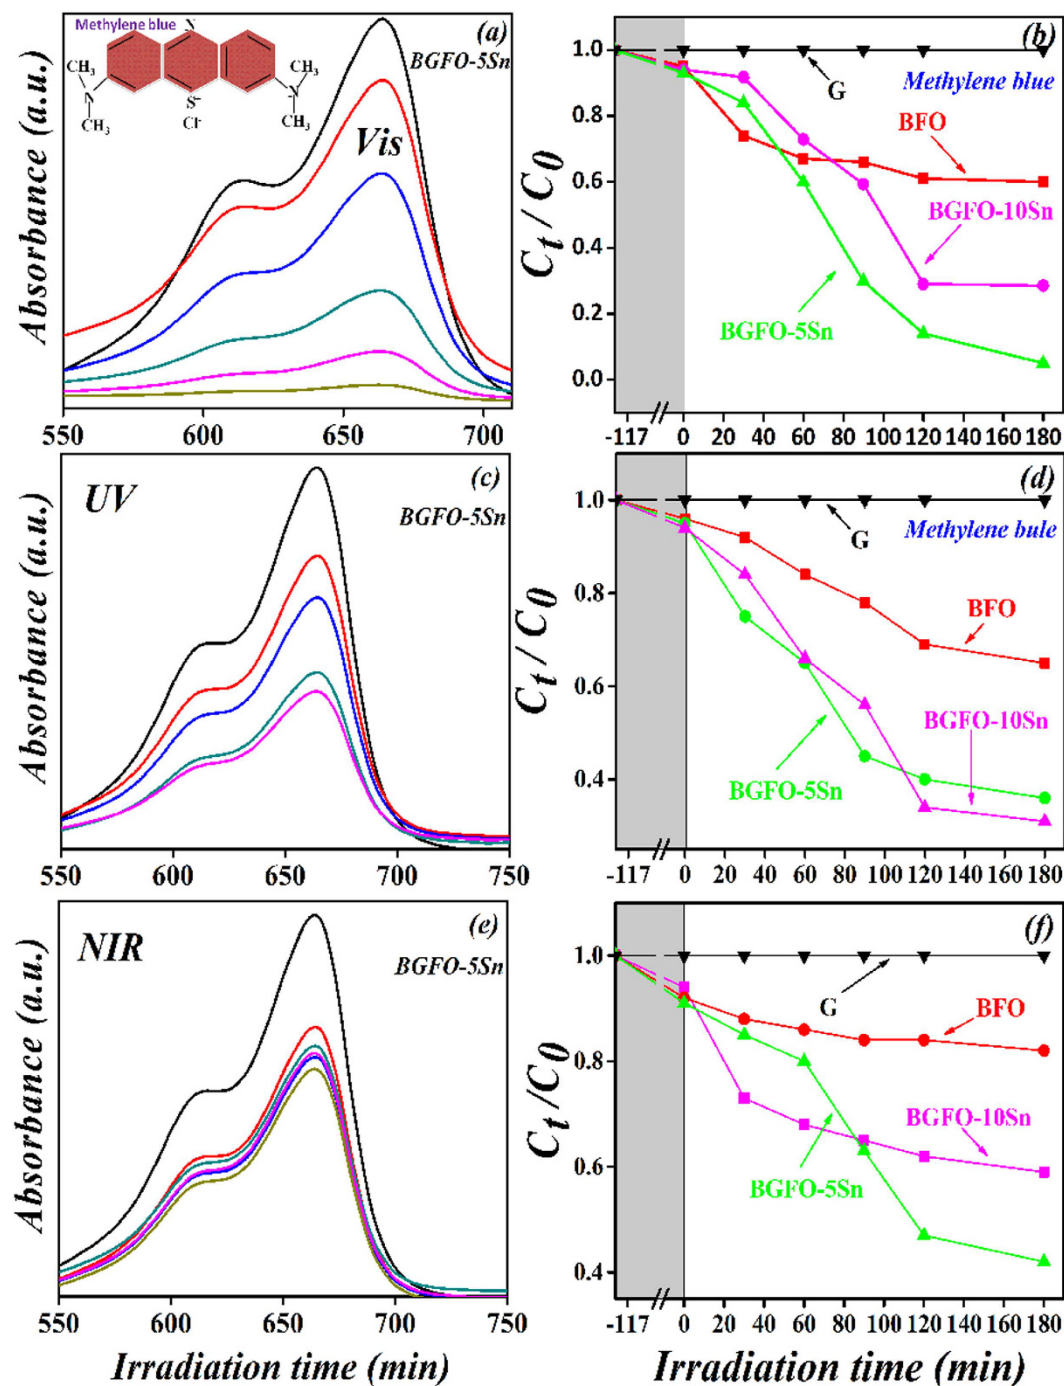 Methylene blue
N
(a)
BGFO-5Sn
CH3
CH3
N
N
CH3
S-
CH3
Cl-
Vis
Absorbance (a.u.)
550 600 650 700
(b)
G
Methylene blue
BFO
BGFO-10Sn
BGFO-5Sn
Ct / C0
1.0
0.8
0.6
0.4
0.2
0.0
-117 0 20 40 60 80 100 120 140 160 180
(c)
UV
BGFO-5Sn
Absorbance (a.u.)
550 600 650 700 750
(d)
G
Methylene bule
BFO
BGFO-10Sn
BGFO-5Sn
Ct / C0
1.0
0.8
0.6
0.4
-117 0 20 40 60 80 100 120 140 160 180
(e)
NIR
BGFO-5Sn
Absorbance (a.u.)
550 600 650 700 750
Irradiation time (min)
(f)
G
BFO
BGFO-10Sn
BGFO-5Sn
Ct /C0
1.0
0.8
0.6
0.4
-117 0 20 40 60 80 100 120 140 160 180
Irradiation time (min)